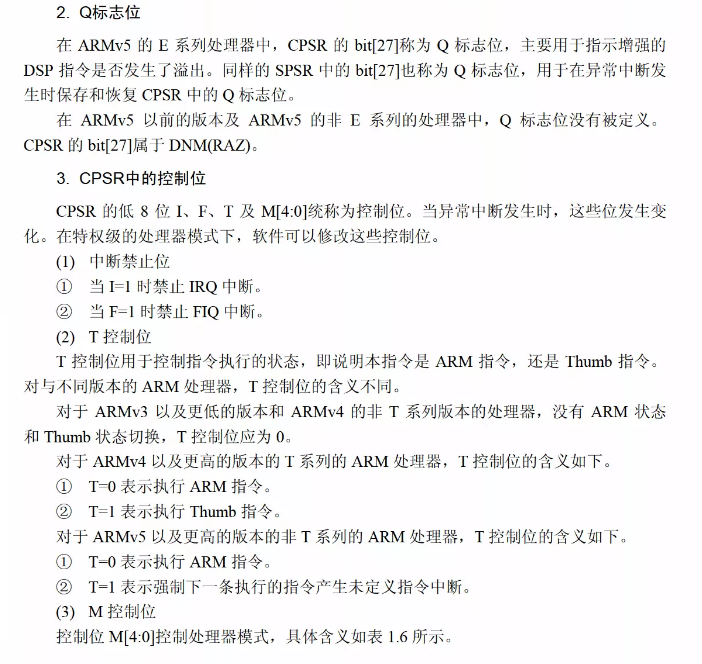 2. Q标志位
在 ARMv5 的 E 系列处理器中，CPSR 的 bit[27]称为 Q 标志位，主要用于指示增强的
DSP 指令是否发生了溢出。同样的 SPSR 中的 bit[27]也称为 Q 标志位，用于在异常中断发
生时保存和恢复 CPSR 中的 Q 标志位。
在 ARMv5 以前的版本及 ARMv5 的非 E 系列的处理器中，Q 标志位没有被定义。
CPSR 的 bit[27]属于 DNM(RAZ)。
3. CPSR中的控制位
CPSR 的低 8 位 I、F、T 及 M[4:0]统称为控制位。当异常中断发生时，这些位发生变
化。在特权级的处理器模式下，软件可以修改这些控制位。
(1) 中断禁止位
① 当 I=1 时禁止 IRQ 中断。
② 当 F=1 时禁止 FIQ 中断。
(2) T 控制位
T 控制位用于控制指令执行的状态，即说明本指令是 ARM 指令，还是 Thumb 指令。
对与不同版本的 ARM 处理器，T 控制位的含义不同。
对于 ARMv3 以及更低的版本和 ARMv4 的非 T 系列版本的处理器，没有 ARM 状态
和 Thumb 状态切换，T 控制位应为 0。
对于 ARMv4 以及更高的版本的 T 系列的 ARM 处理器，T 控制位的含义如下。
① T=0 表示执行 ARM 指令。
② T=1 表示执行 Thumb 指令。
对于 ARMv5 以及更高的版本的非 T 系列的 ARM 处理器，T 控制位的含义如下。
① T=0 表示执行 ARM 指令。
② T=1 表示强制下一条执行的指令产生未定义指令中断。
(3) M 控制位
控制位 M[4:0]控制处理器模式，具体含义如表 1.6 所示。